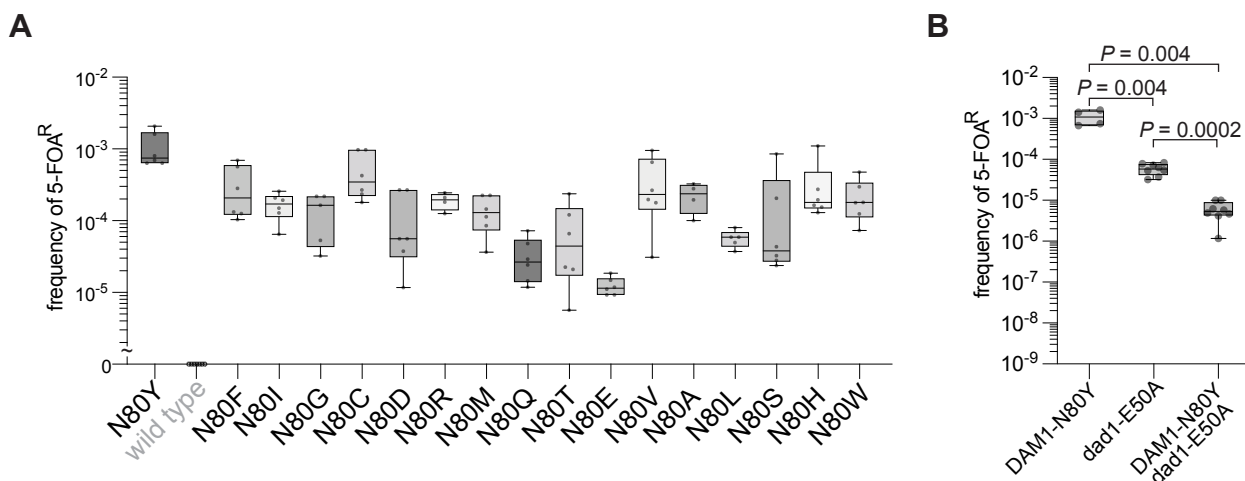 A
frequency of 5-FOA^R
10^-2
10^-3
10^-4
10^-5
~
0
N80Y
wild type
N80F
N80I
N80G
N80C
N80D
N80R
N80M
N80Q
N80T
N80E
N80V
N80A
N80L
N80S
N80H
N80W
B
P = 0.004
P = 0.004
P = 0.0002
frequency of 5-FOA^R
10^-2
10^-3
10^-4
10^-5
10^-6
10^-7
10^-8
10^-9
DAM1-N80Y
dad1-E50A
DAM1-N80Y
dad1-E50A